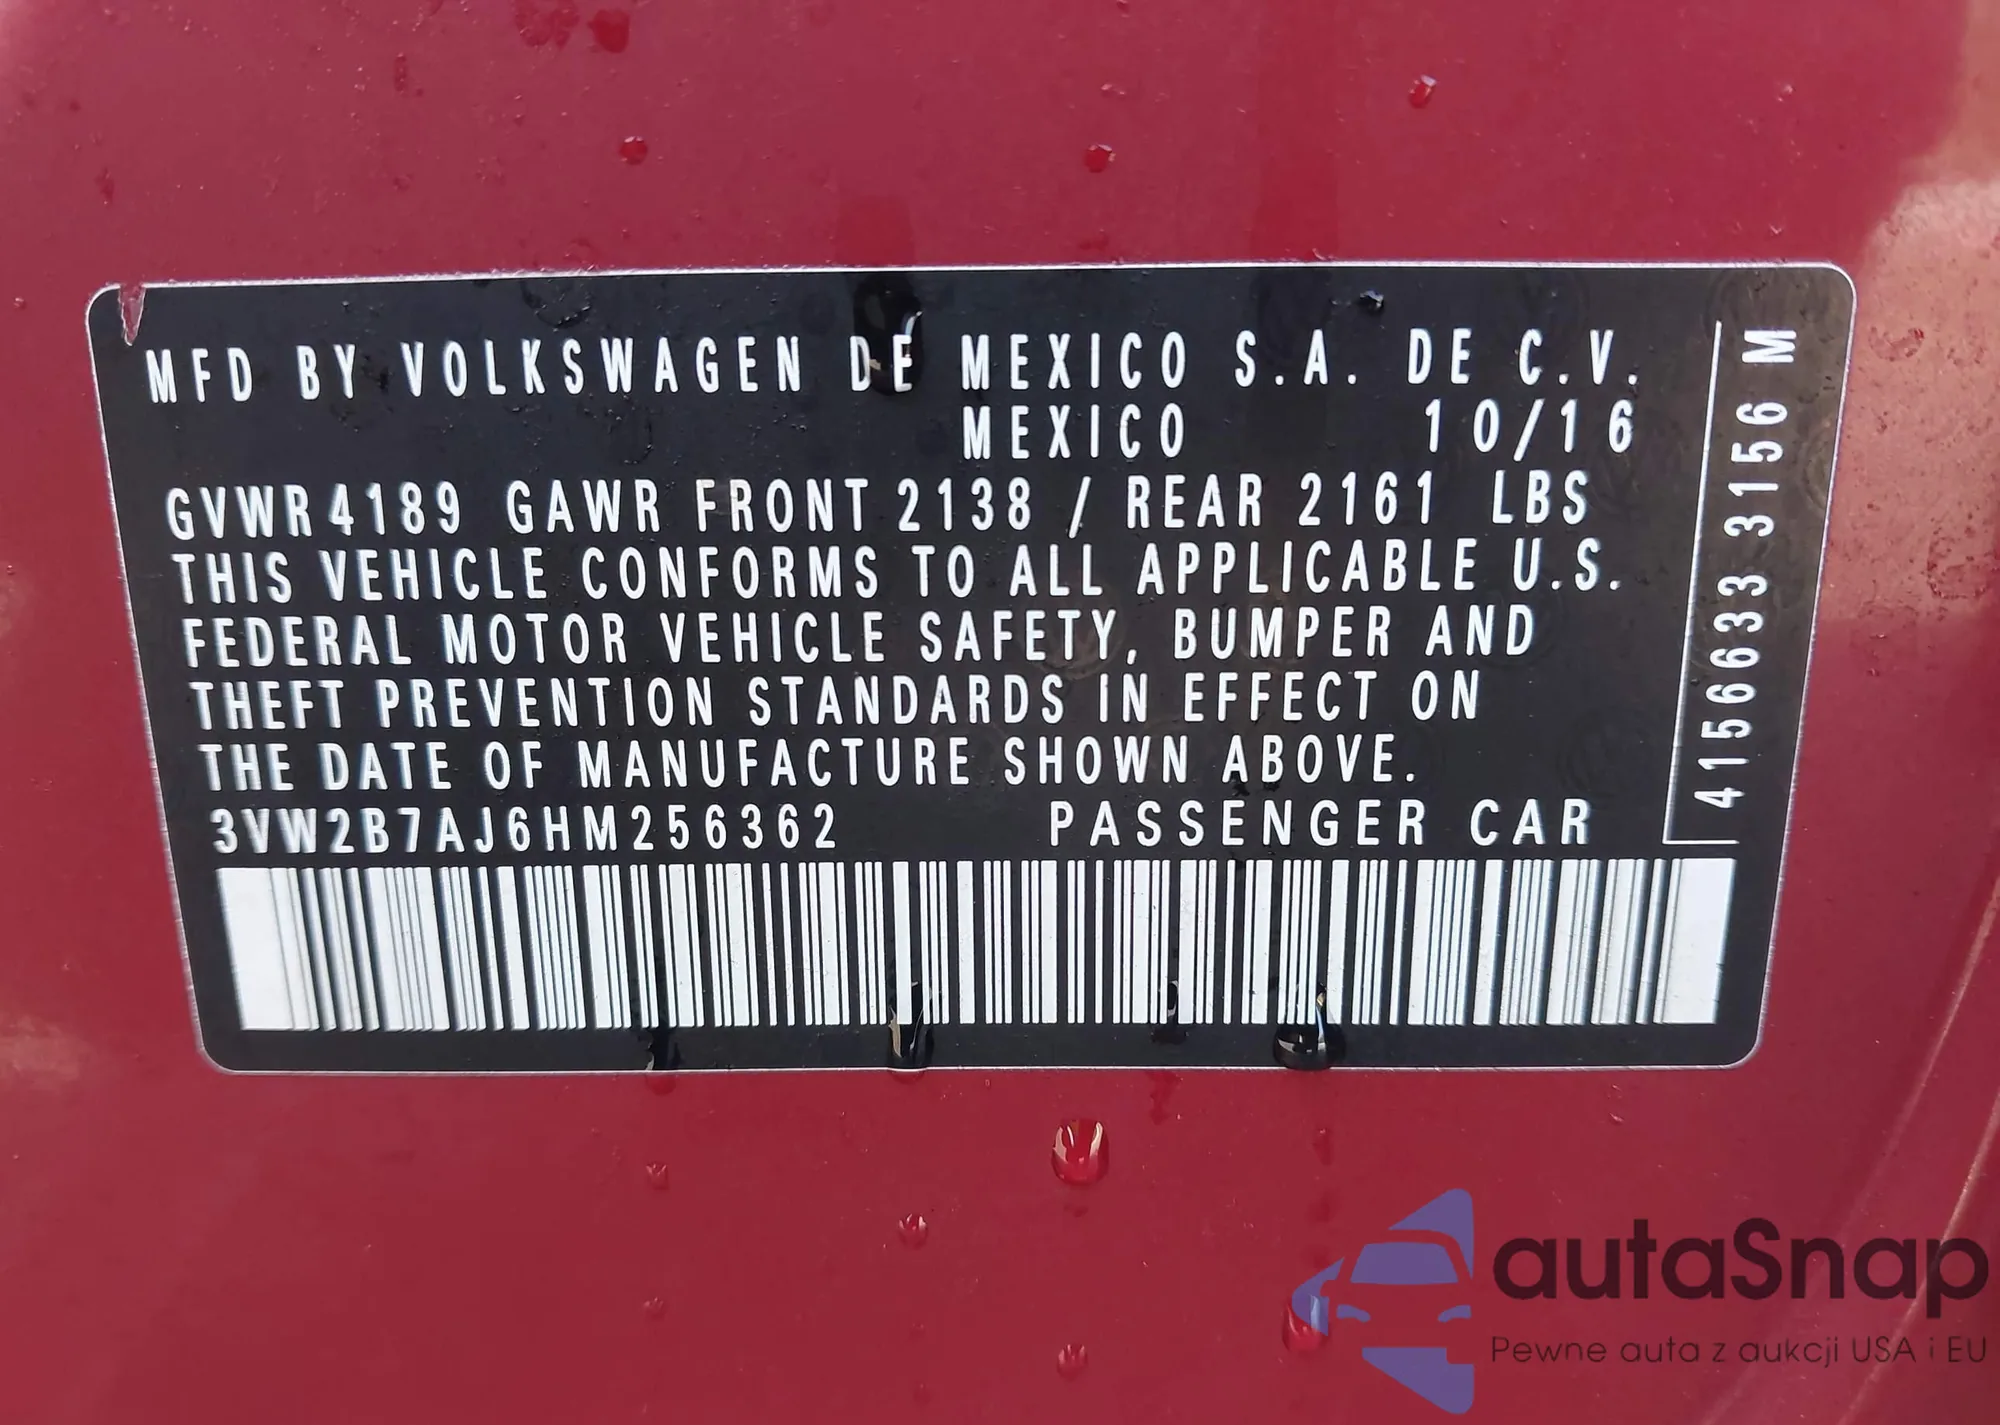 MFD BY VOLKSWAGEN DE MEXICO S.A. DE C.V.
MEXICO 10/16
GVWR 4189 GAWR FRONT 2138 / REAR 2161 LBS
THIS VEHICLE CONFORMS TO ALL APPLICABLE U.S.
FEDERAL MOTOR VEHICLE SAFETY, BUMPER AND
THEFT PREVENTION STANDARDS IN EFFECT ON
THE DATE OF MANUFACTURE SHOWN ABOVE.
3VW2B7AJ6HM256362 PASSENGER CAR
4156633 3156 M
autaSnap
Pewne auta z aukcji USA i EU